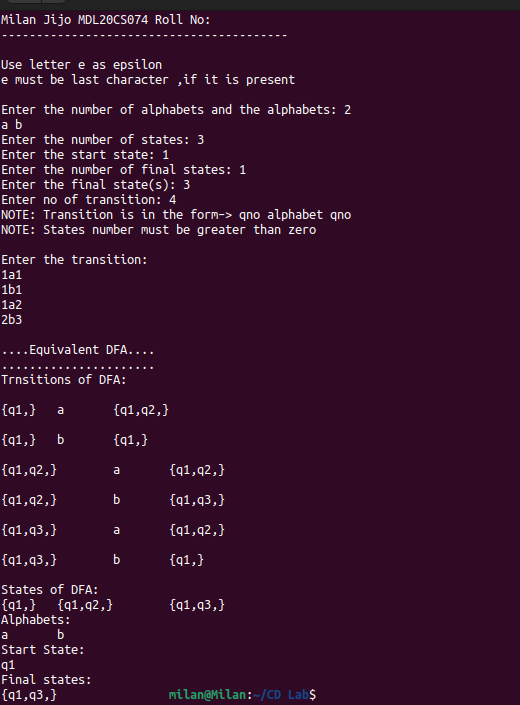 Milan Jijo MDL20CS074 Roll No:
-----------------------------------------
Use letter e as epsilon
e must be last character ,if it is present
Enter the number of alphabets and the alphabets: 2
a b
Enter the number of states: 3
Enter the start state: 1
Enter the number of final states: 1
Enter the final state(s): 3
Enter no of transition: 4
NOTE: Transition is in the form-> qno alphabet qno
NOTE: States number must be greater than zero
Enter the transition:
1a1
1b1
1a2
2b3
....Equivalent DFA....
......................
Trnsitions of DFA:
{q1,} a {q1,q2,}
{q1,} b {q1,}
{q1,q2,} a {q1,q2,}
{q1,q2,} b {q1,q3,}
{q1,q3,} a {q1,q2,}
{q1,q3,} b {q1,}
States of DFA:
{q1,} {q1,q2,} {q1,q3,}
Alphabets:
a b
Start State:
q1
Final states:
{q1,q3,} milan@Milan:~/CD Lab$